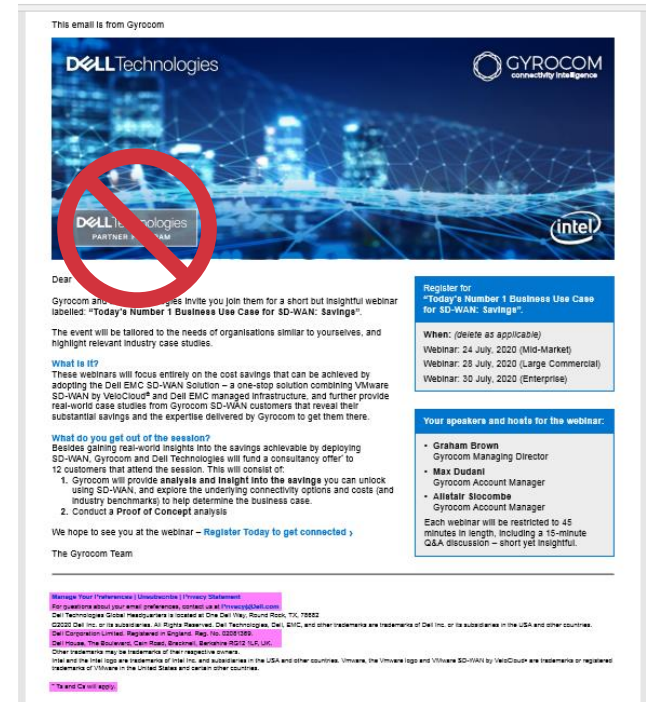 This email is from Gyrocom
DELLTechnologies
GYROCOM
connectivity intelligence
DELLTe nologies
PARTNER P AM
intel
Dear
Gyrocom and gies invite you join them for a short but insightful webinar
labelled: “Today's Number 1 Business Use Case for SD-WAN: Savings”.
The event will be tailored to the needs of organisations similar to yourselves, and
highlight relevant industry case studies.
What is it?
These webinars will focus entirely on the cost savings that can be achieved by
adopting the Dell EMC SD-WAN Solution – a one-stop solution combining VMware
SD-WAN by VeloCloud® and Dell EMC managed infrastructure, and further provide
real-world case studies from Gyrocom SD-WAN customers that reveal their
substantial savings and the expertise delivered by Gyrocom to get them there.
What do you get out of the session?
Besides gaining real-world insights into the savings achievable by deploying
SD-WAN, Gyrocom and Dell Technologies will fund a consultancy offer* to
12 customers that attend the session. This will consist of:
1. Gyrocom will provide analysis and insight into the savings you can unlock
using SD-WAN, and explore the underlying connectivity options and costs (and
industry benchmarks) to help determine the business case.
2. Conduct a Proof of Concept analysis
We hope to see you at the webinar – Register Today to get connected ›
The Gyrocom Team
Register for
“Today's Number 1 Business Use Case
for SD-WAN: Savings”.
When: (delete as applicable)
Webinar: 24 July, 2020 (Mid-Market)
Webinar: 28 July, 2020 (Large Commercial)
Webinar: 30 July, 2020 (Enterprise)
Your speakers and hosts for the webinar:
• Graham Brown
Gyrocom Managing Director
• Max Dudani
Gyrocom Account Manager
• Alistair Slocombe
Gyrocom Account Manager
Each webinar will be restricted to 45
minutes in length, including a 15-minute
Q&A discussion – short yet insightful.
Manage Your Preferences | Unsubscribe | Privacy Statement
For questions about your email preferences, contact us at Privacy@Dell.com
Dell Technologies Global Headquarters is located at One Dell Way, Round Rock, TX, 78682
©2020 Dell Inc. or its subsidiaries. All Rights Reserved. Dell Technologies, Dell, EMC, and other trademarks are trademarks of Dell Inc. or its subsidiaries in the USA and other countries.
Dell Corporation Limited. Registered in England. Reg. No. 02081369.
Dell House, The Boulevard, Cain Road, Bracknell, Berkshire RG12 1LF, UK.
Other trademarks may be trademarks of their respective owners.
Intel and the Intel logo are trademarks of Intel Inc. and subsidiaries in the USA and other countries. Vmware, the Vmware logo and VMware SD-WAN by VeloCloud® are trademarks or registered
trademarks of VMware in the United States and certain other countries.
* Ts and Cs will apply.